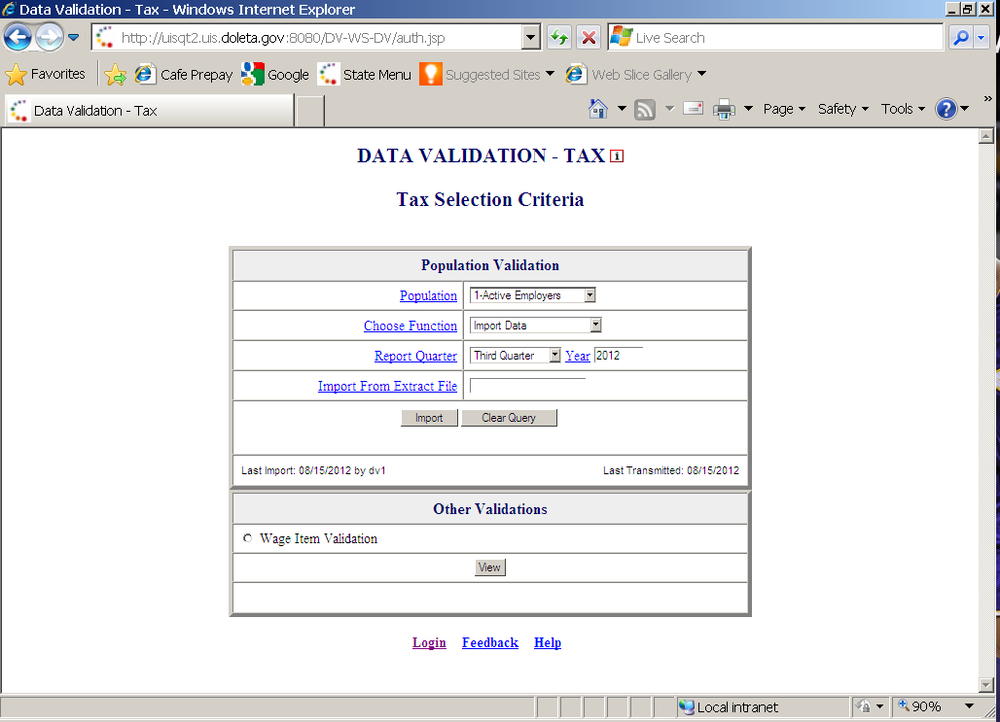 Data Validation - Tax - Windows Internet Explorer
http://uisqt2.uis.doleta.gov:8080/DV-WS-DV/auth.jsp
Live Search
Favorites
Cafe Prepay
Google
State Menu
Suggested Sites
Web Slice Gallery
Data Validation - Tax
Page
Safety
Tools
»
DATA VALIDATION - TAX
Tax Selection Criteria
Population Validation
Population 1-Active Employers
Choose Function Import Data
Report Quarter Third Quarter Year 2012
Import From Extract File
Import Clear Query
Last Import: 08/15/2012 by dv1 Last Transmitted: 08/15/2012
Other Validations
Wage Item Validation
View
Login Feedback Help
Local intranet 90%